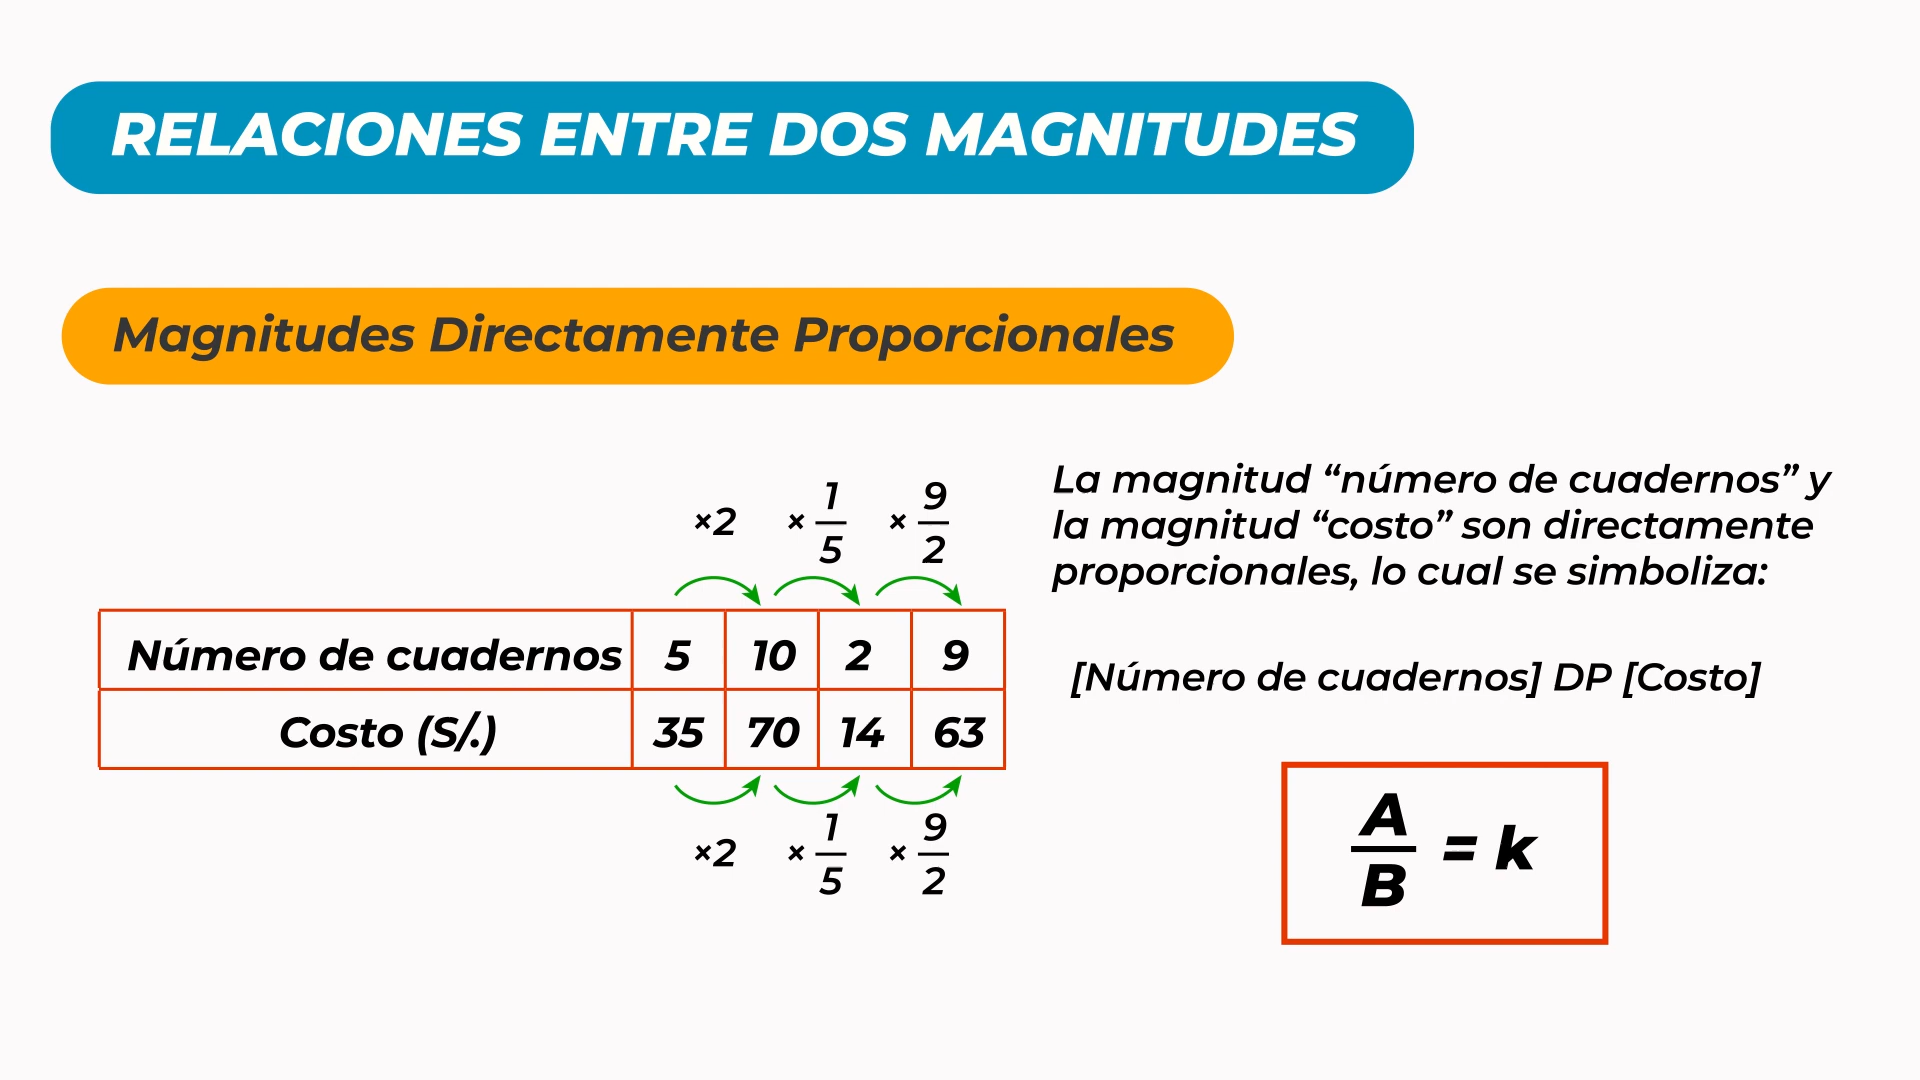 RELACIONES ENTRE DOS MAGNITUDES
Magnitudes Directamente Proporcionales
×2 × 1/5 × 9/2
Número de cuadernos 5 10 2 9
Costo (S/.) 35 70 14 63
×2 × 1/5 × 9/2
La magnitud “número de cuadernos” y
la magnitud “costo” son directamente
proporcionales, lo cual se simboliza:
[Número de cuadernos] DP [Costo]
A/B = k